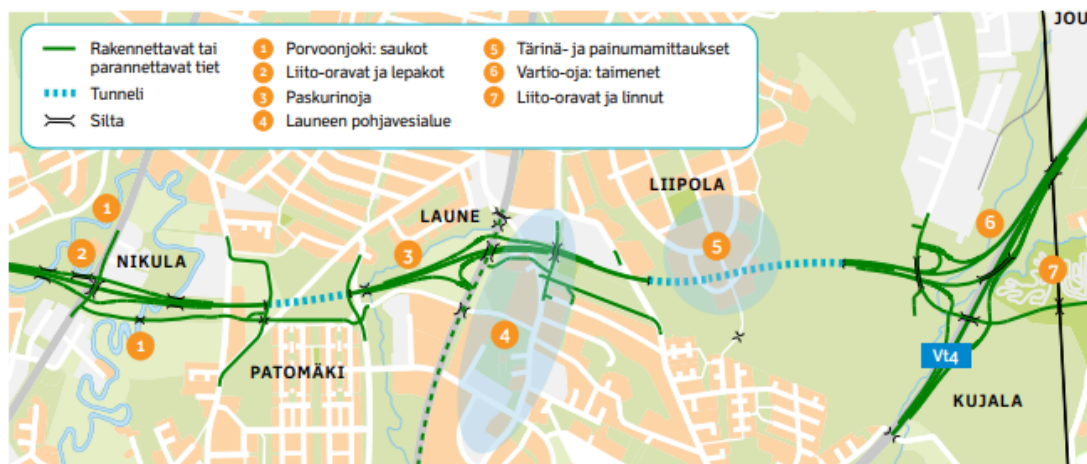 JOU
Rakennettavat tai
parannettavat tiet
Tunneli
Silta
1 Porvoonjoki: saukot
2 Liito-oravat ja lepakot
3 Paskurinoja
4 Launeen pohjavesialue
5 Tärinä- ja painumamittaukset
6 Vartio-oja: taimenet
7 Liito-oravat ja linnut
LIIPOLA
1
LAUNE
6
5
2
NIKULA
3
7
4
1
Vt4
PATOMÄKI
KUJALA